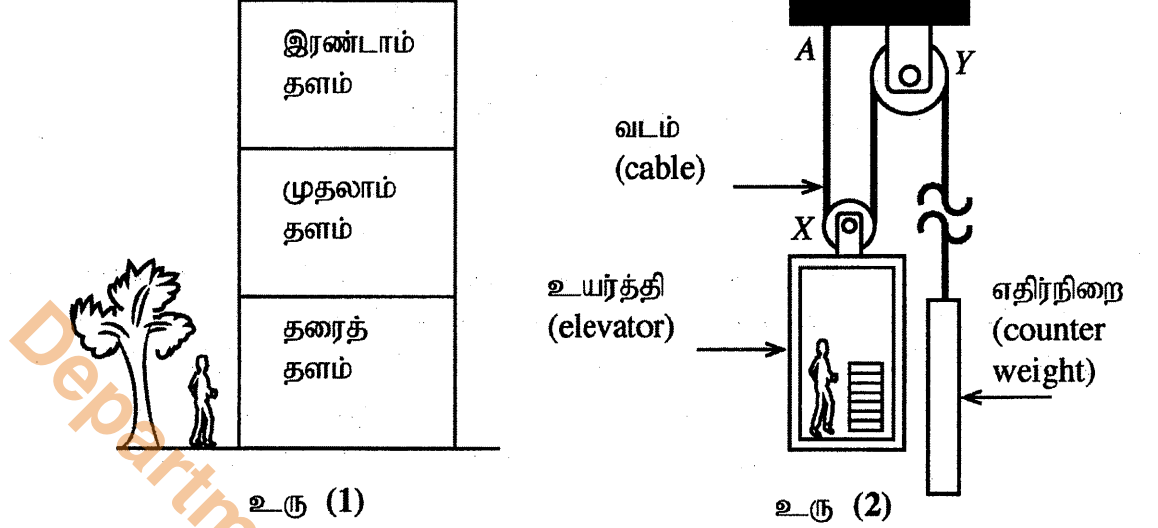 இரண்டாம்
தளம்
முதலாம்
தளம்
தரைத்
தளம்
உரு (1)
A
Y
வடம்
(cable)
X
உயர்த்தி
(elevator)
எதிர்நிறை
(counter
weight)
உரு (2)
Departm